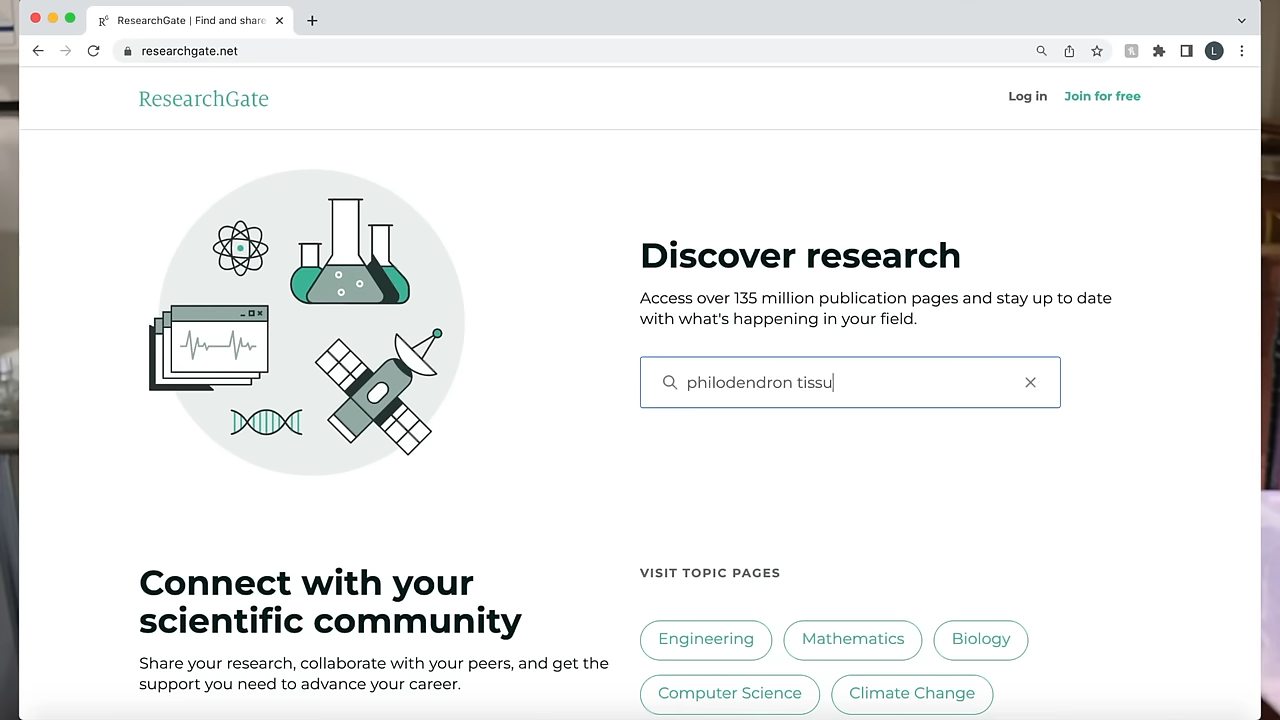 ResearchGate | Find and share
researchgate.net
L
ResearchGate
Log in
Join for free
Discover research
Access over 135 million publication pages and stay up to date
with what's happening in your field.
philodendron tissu
Connect with your
scientific community
Share your research, collaborate with your peers, and get the
support you need to advance your career.
VISIT TOPIC PAGES
Engineering
Mathematics
Biology
Computer Science
Climate Change